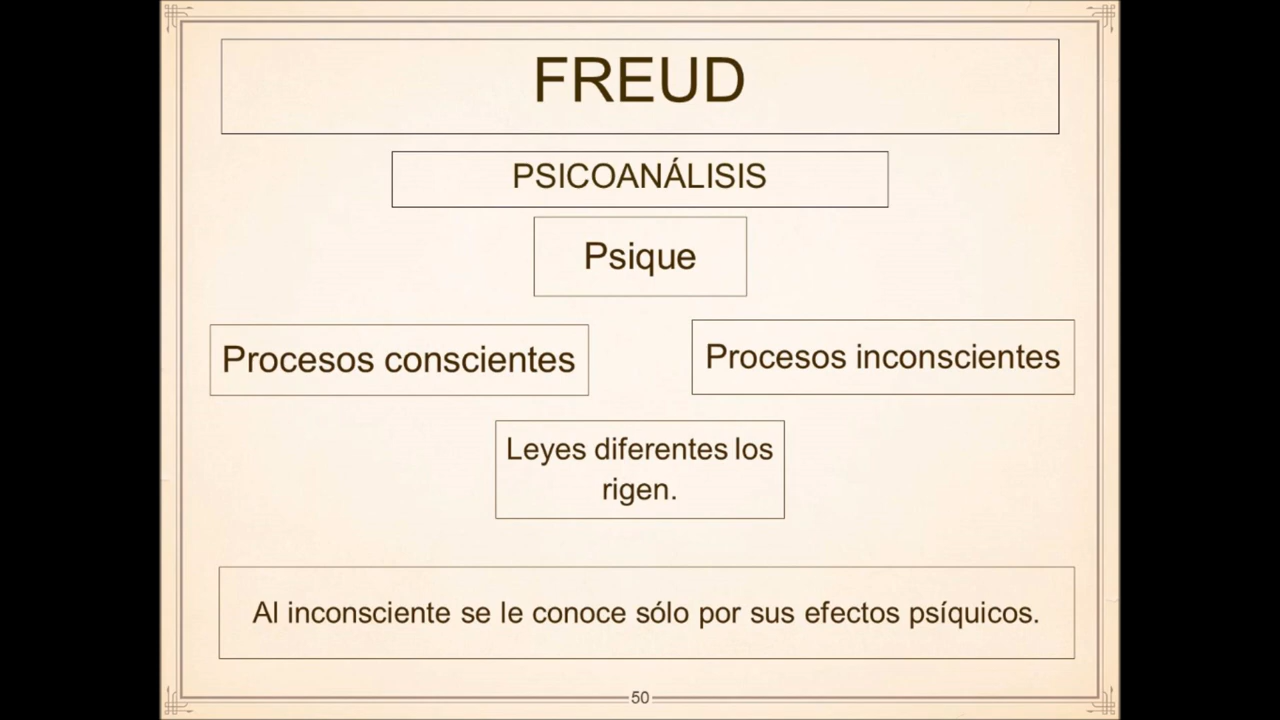 FREUD
PSICOANÁLISIS
Psique
Procesos conscientes
Procesos inconscientes
Leyes diferentes los
rigen.
Al inconsciente se le conoce sólo por sus efectos psíquicos.
50